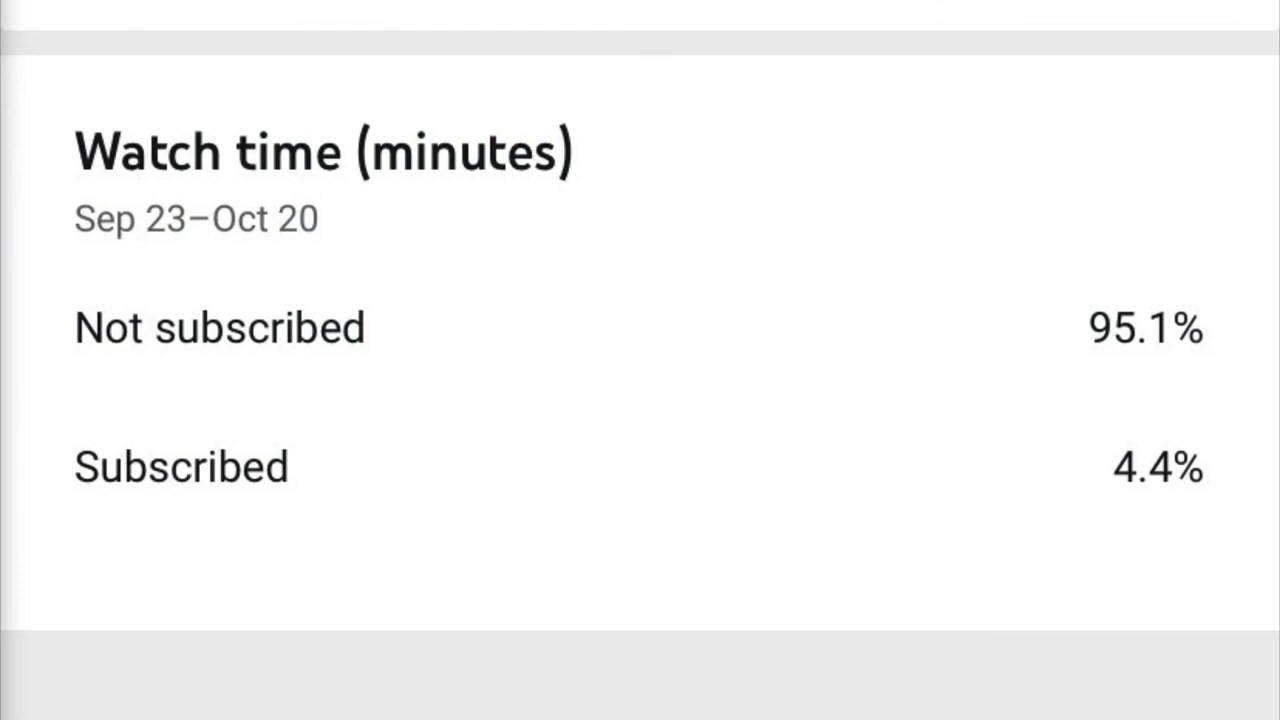 Watch time (minutes)
Sep 23–Oct 20
Not subscribed 95.1%
Subscribed 4.4%